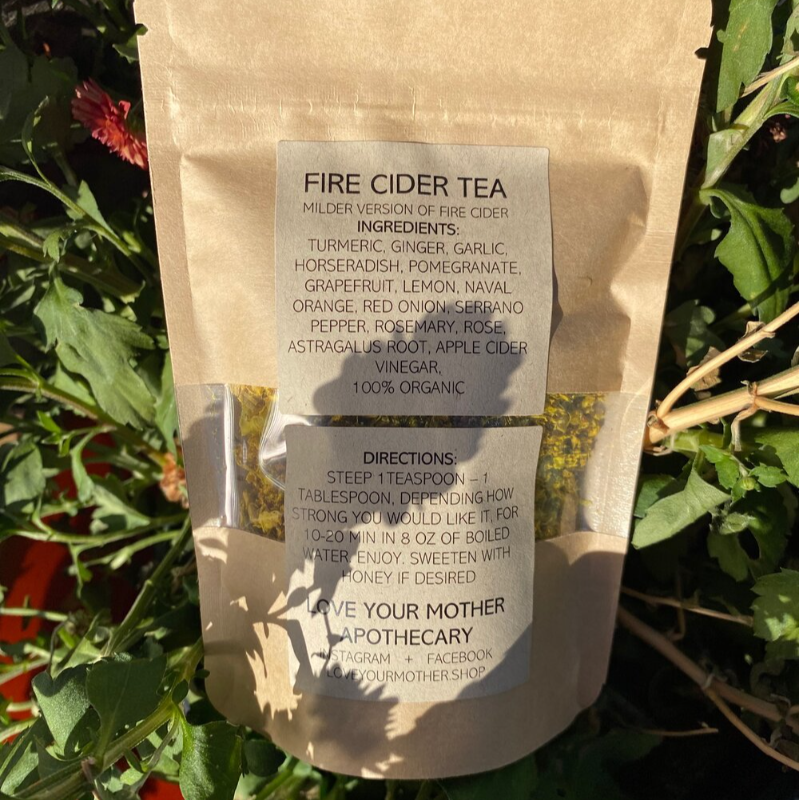 FIRE CIDER TEA
MILDER VERSION OF FIRE CIDER
INGREDIENTS:
TURMERIC, GINGER, GARLIC,
HORSERADISH, POMEGRANATE,
GRAPEFRUIT, LEMON, NAVAL
ORANGE, RED ONION, SERRANO
PEPPER, ROSEMARY, ROSE,
ASTRAGALUS ROOT, APPLE CIDER
VINEGAR,
100% ORGANIC
DIRECTIONS:
STEEP 1 TEASPOON – 1
TABLESPOON, DEPENDING HOW
STRONG YOU WOULD LIKE IT, FOR
10-20 MIN IN 8 OZ OF BOILED
WATER, ENJOY. SWEETEN WITH
HONEY IF DESIRED
LOVE YOUR MOTHER
APOTHECARY
INSTAGRAM + FACEBOOK
LOVEYOURMOTHER.SHOP